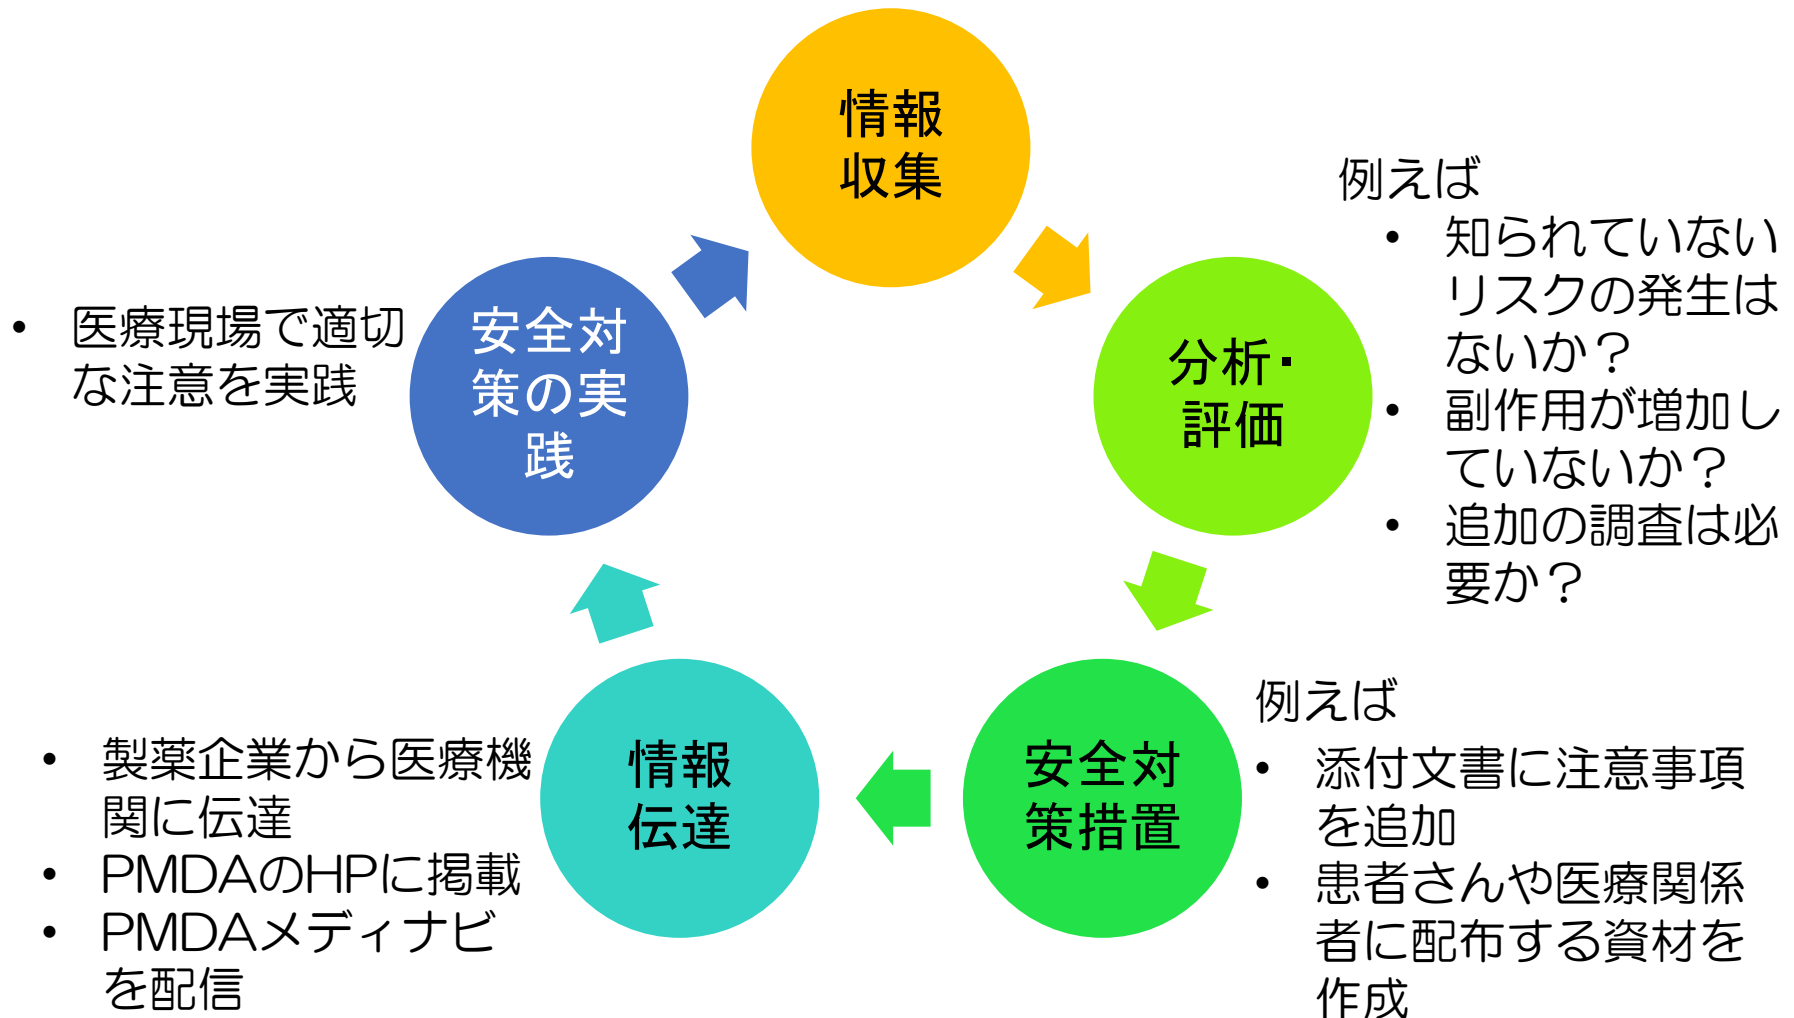 情報
収集
例えば
• 知られていない
リスクの発生は
ないか？
• 副作用が増加し
ていないか？
• 追加の調査は必
要か？
分析・
評価
例えば
• 添付文書に注意事項
を追加
• 患者さんや医療関係
者に配布する資材を
作成
安全対
策措置
情報
伝達
• 製薬企業から医療機
関に伝達
• PMDAのHPに掲載
• PMDAメディナビ
を配信
安全対
策の実
践
• 医療現場で適切
な注意を実践